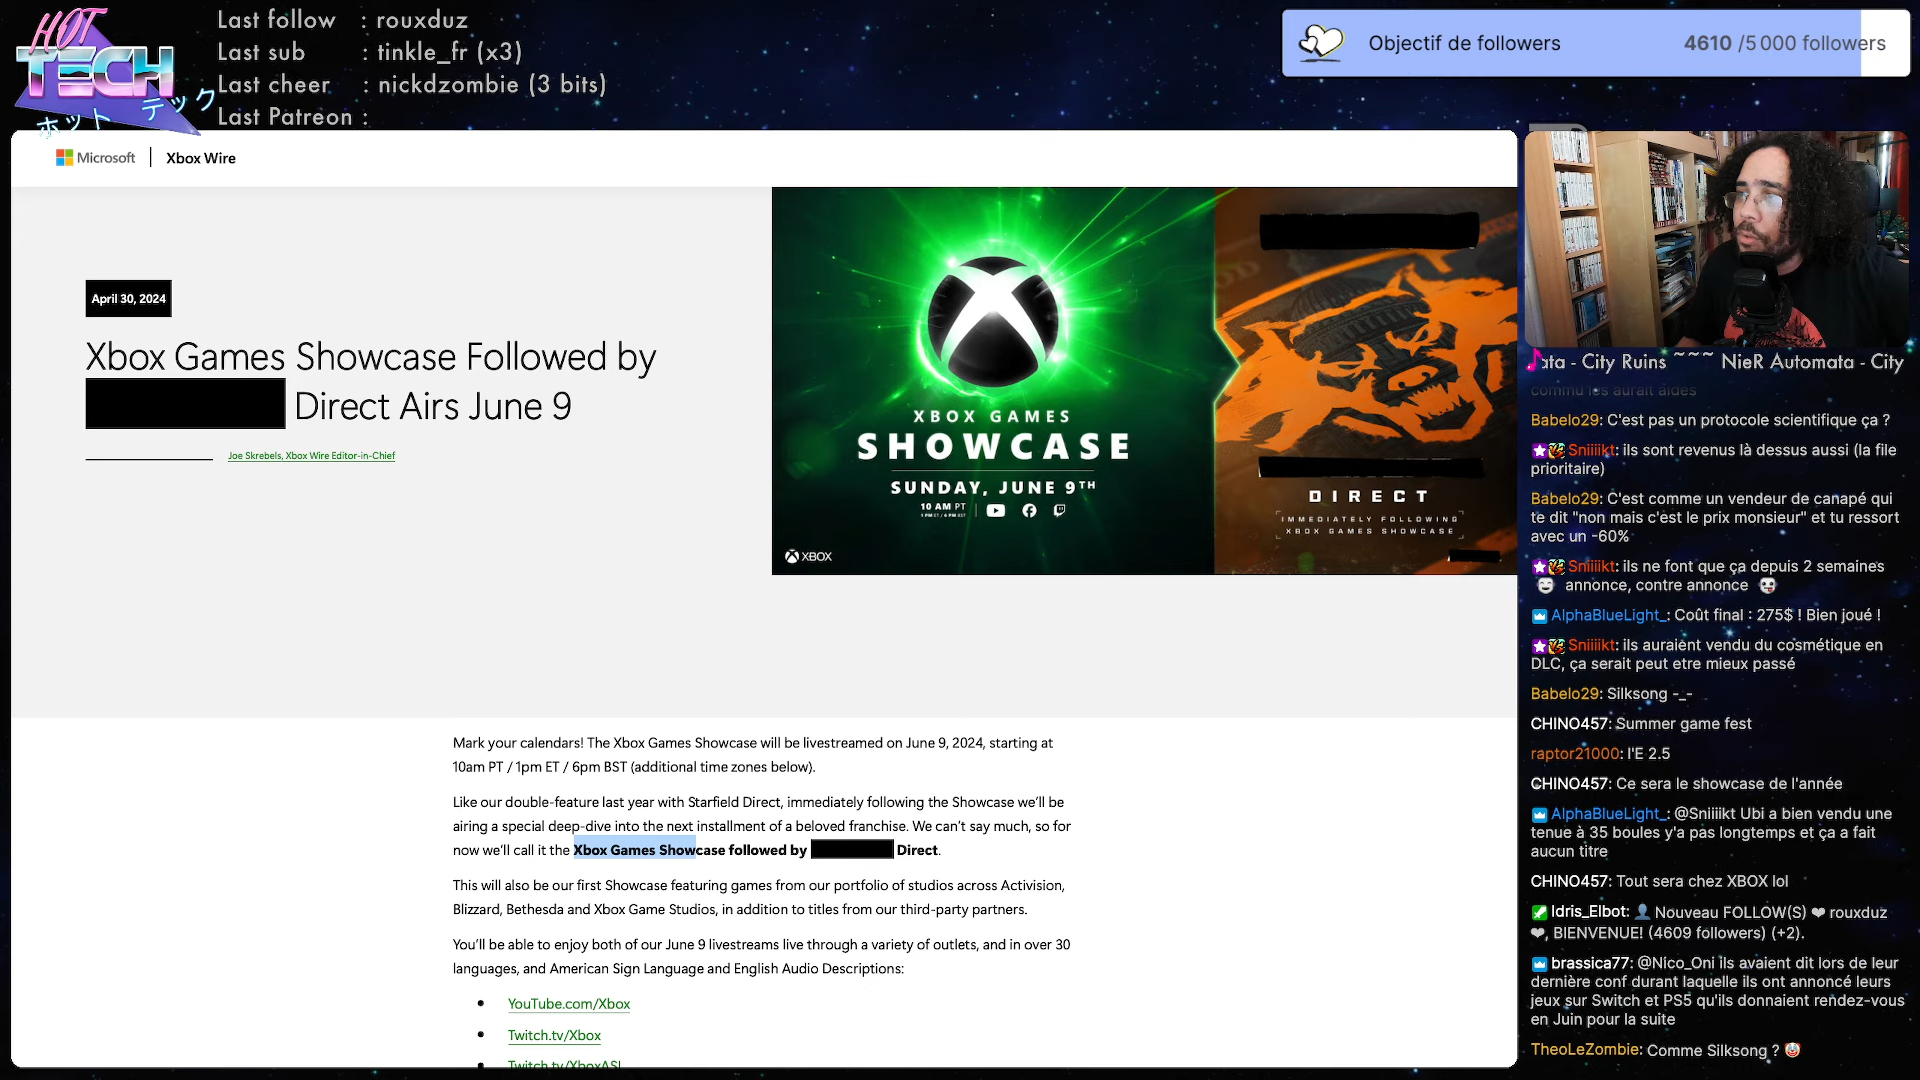 HOT
TECH
ホット テック
Last follow : rouxduz
Last sub : tinkle_fr (x3)
Last cheer : nickdzombie (3 bits)
Last Patreon :
Objectif de followers 4610 /5 000 followers
Microsoft | Xbox Wire
April 30, 2024
Xbox Games Showcase Followed by
Direct Airs June 9
Joe Skrebels, Xbox Wire Editor-in-Chief
XBOX GAMES
SHOWCASE
SUNDAY, JUNE 9TH
10 AM PT
1 PM ET / 6 PM BST
XBOX
DIRECT
IMMEDIATELY FOLLOWING
XBOX GAMES SHOWCASE
Mark your calendars! The Xbox Games Showcase will be livestreamed on June 9, 2024, starting at
10am PT / 1pm ET / 6pm BST (additional time zones below).
Like our double-feature last year with Starfield Direct, immediately following the Showcase we’ll be
airing a special deep-dive into the next installment of a beloved franchise. We can’t say much, so for
now we’ll call it the Xbox Games Showcase followed by Direct.
This will also be our first Showcase featuring games from our portfolio of studios across Activision,
Blizzard, Bethesda and Xbox Game Studios, in addition to titles from our third-party partners.
You’ll be able to enjoy both of our June 9 livestreams live through a variety of outlets, and in over 30
languages, and American Sign Language and English Audio Descriptions:
• YouTube.com/Xbox
• Twitch.tv/Xbox
• Twitch.tv/XboxASL
ata - City Ruins ~~~ NieR Automata - City
commu les aurait aidés
Babelo29: C'est pas un protocole scientifique ça ?
Sniiiikt: ils sont revenus là dessus aussi (la file
prioritaire)
Babelo29: C'est comme un vendeur de canapé qui
te dit "non mais c'est le prix monsieur" et tu ressort
avec un -60%
Sniiiikt: ils ne font que ça depuis 2 semaines
annonce, contre annonce
AlphaBlueLight_: Coût final : 275$ ! Bien joué !
Sniiiikt: ils auraient vendu du cosmétique en
DLC, ça serait peut etre mieux passé
Babelo29: Silksong -_-
CHINO457: Summer game fest
raptor21000: l'E 2.5
CHINO457: Ce sera le showcase de l'année
AlphaBlueLight_: @Sniiiikt Ubi a bien vendu une
tenue à 35 boules y'a pas longtemps et ça a fait
aucun titre
CHINO457: Tout sera chez XBOX lol
Idris_Elbot: 👤 Nouveau FOLLOW(S) ❤ rouxduz
❤, BIENVENUE! (4609 followers) (+2).
brassica77: @Nico_Oni ils avaient dit lors de leur
dernière conf durant laquelle ils ont annoncé leurs
jeux sur Switch et PS5 qu'ils donnaient rendez-vous
en Juin pour la suite
TheoLeZombie: Comme Silksong ? 🤡